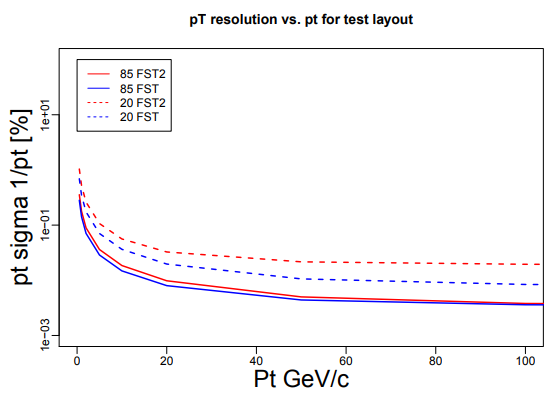 pT resolution vs. pt for test layout
85 FST2
85 FST
20 FST2
20 FST
pt sigma 1/pt [%]
1e+01
1e-01
1e-03
0 20 40 60 80 100
Pt GeV/c